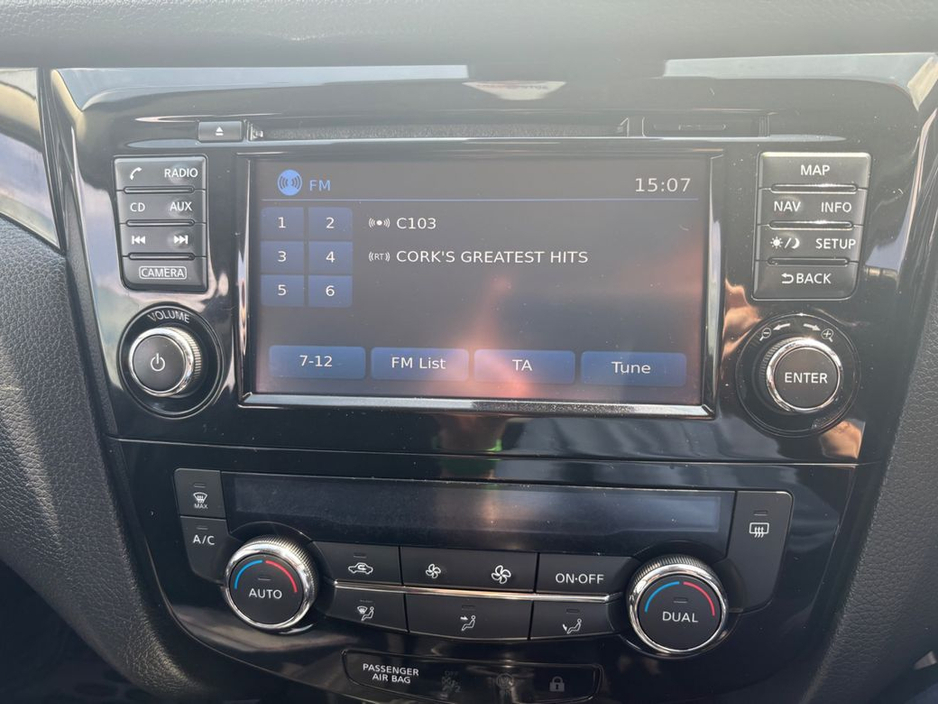 RADIO
CD AUX
CAMERA
VOLUME
FM 15:07
1 2
3 4
5 6
C103
(RT) CORK'S GREATEST HITS
7-12 FM List TA Tune
MAP
NAV INFO
SETUP
BACK
ENTER
MAX
A/C
AUTO
ON·OFF
DUAL
PASSENGER
AIR BAG